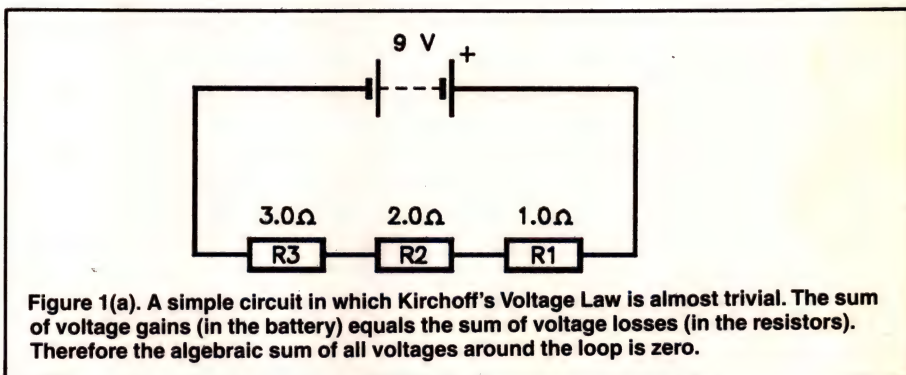 9 V
+
3.0Ω 2.0Ω 1.0Ω
R3 R2 R1
Figure 1(a). A simple circuit in which Kirchoff's Voltage Law is almost trivial. The sum
of voltage gains (in the battery) equals the sum of voltage losses (in the resistors).
Therefore the algebraic sum of all voltages around the loop is zero.